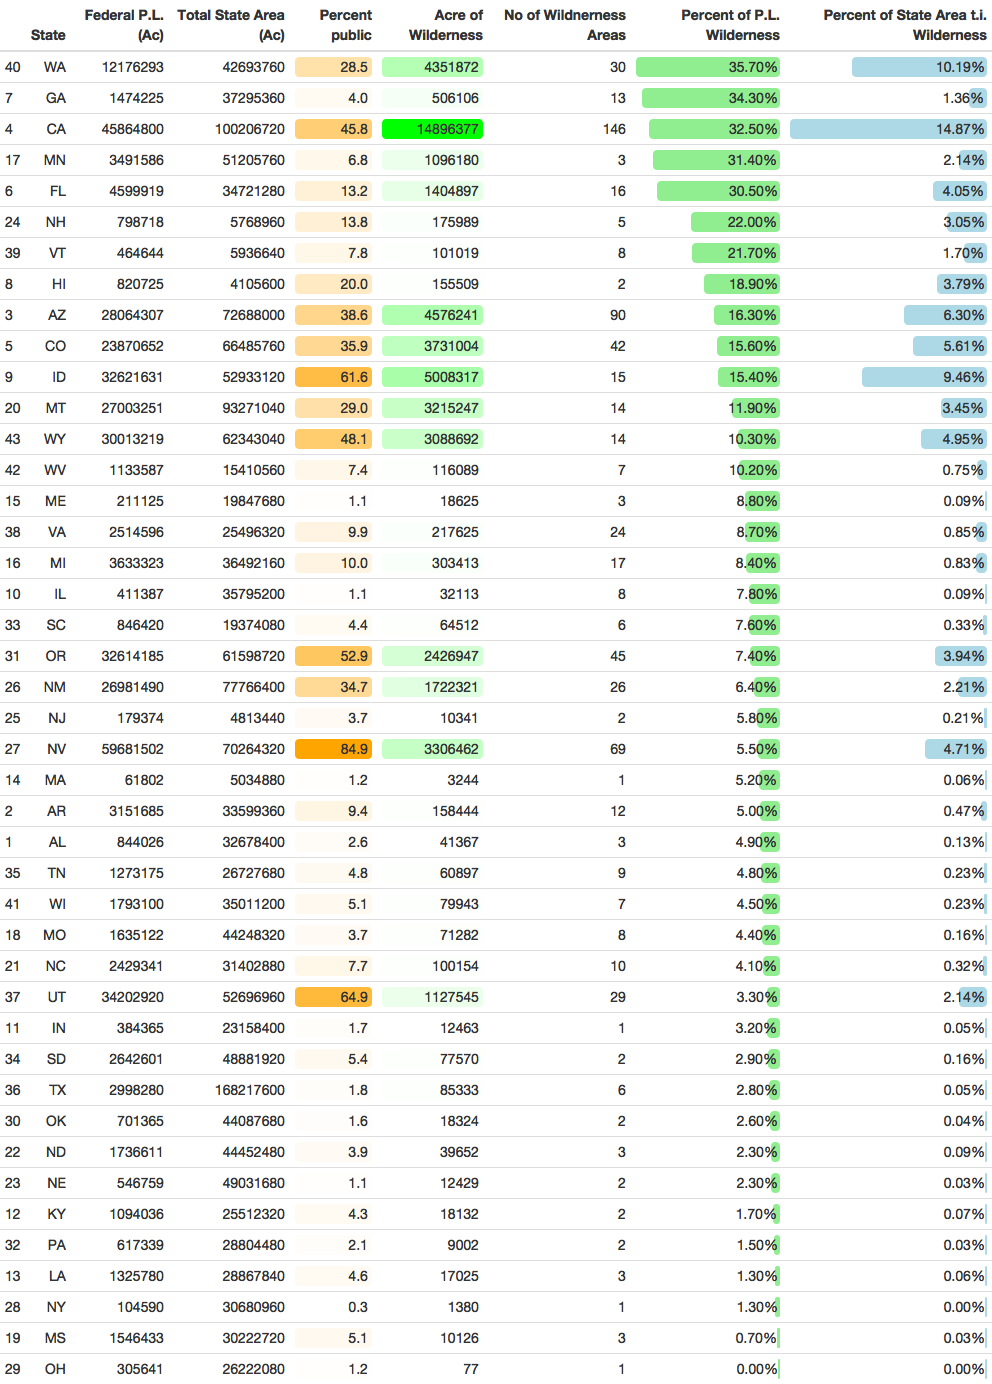 State Federal P.L. (Ac) Total State Area (Ac) Percent public Acre of Wilderness No of Wildnerness Areas Percent of P.L. Wilderness Percent of State Area t.i. Wilderness
40 WA 12176293 42693760 28.5 4351872 30 35.70% 10.19%
7 GA 1474225 37295360 4.0 506106 13 34.30% 1.36%
4 CA 45864800 100206720 45.8 14896377 146 32.50% 14.87%
17 MN 3491586 51205760 6.8 1096180 3 31.40% 2.14%
6 FL 4599919 34721280 13.2 1404897 16 30.50% 4.05%
24 NH 798718 5768960 13.8 175989 5 22.00% 3.05%
39 VT 464644 5936640 7.8 101019 8 21.70% 1.70%
8 HI 820725 4105600 20.0 155509 2 18.90% 3.79%
3 AZ 28064307 72688000 38.6 4576241 90 16.30% 6.30%
5 CO 23870652 66485760 35.9 3731004 42 15.60% 5.61%
9 ID 32621631 52933120 61.6 5008317 15 15.40% 9.46%
20 MT 27003251 93271040 29.0 3215247 14 11.90% 3.45%
43 WY 30013219 62343040 48.1 3088692 14 10.30% 4.95%
42 WV 1133587 15410560 7.4 116089 7 10.20% 0.75%
15 ME 211125 19847680 1.1 18625 3 8.80% 0.09%
38 VA 2514596 25496320 9.9 217625 24 8.70% 0.85%
16 MI 3633323 36492160 10.0 303413 17 8.40% 0.83%
10 IL 411387 35795200 1.1 32113 8 7.80% 0.09%
33 SC 846420 19374080 4.4 64512 6 7.60% 0.33%
31 OR 32614185 61598720 52.9 2426947 45 7.40% 3.94%
26 NM 26981490 77766400 34.7 1722321 26 6.40% 2.21%
25 NJ 179374 4813440 3.7 10341 2 5.80% 0.21%
27 NV 59681502 70264320 84.9 3306462 69 5.50% 4.71%
14 MA 61802 5034880 1.2 3244 1 5.20% 0.06%
2 AR 3151685 33599360 9.4 158444 12 5.00% 0.47%
1 AL 844026 32678400 2.6 41367 3 4.90% 0.13%
35 TN 1273175 26727680 4.8 60897 9 4.80% 0.23%
41 WI 1793100 35011200 5.1 79943 7 4.50% 0.23%
18 MO 1635122 44248320 3.7 71282 8 4.40% 0.16%
21 NC 2429341 31402880 7.7 100154 10 4.10% 0.32%
37 UT 34202920 52696960 64.9 1127545 29 3.30% 2.14%
11 IN 384365 23158400 1.7 12463 1 3.20% 0.05%
34 SD 2642601 48881920 5.4 77570 2 2.90% 0.16%
36 TX 2998280 168217600 1.8 85333 6 2.80% 0.05%
30 OK 701365 44087680 1.6 18324 2 2.60% 0.04%
22 ND 1736611 44452480 3.9 39652 3 2.30% 0.09%
23 NE 546759 49031680 1.1 12429 2 2.30% 0.03%
12 KY 1094036 25512320 4.3 18132 2 1.70% 0.07%
32 PA 617339 28804480 2.1 9002 2 1.50% 0.03%
13 LA 1325780 28867840 4.6 17025 3 1.30% 0.06%
28 NY 104590 30680960 0.3 1380 1 1.30% 0.00%
19 MS 1546433 30222720 5.1 10126 3 0.70% 0.03%
29 OH 305641 26222080 1.2 77 1 0.00% 0.00%